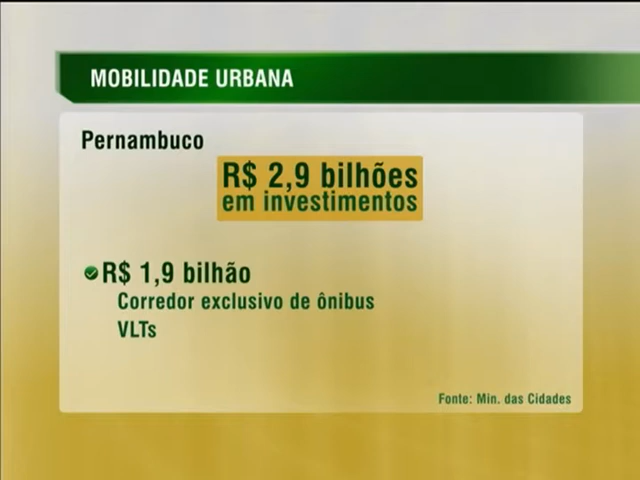 MOBILIDADE URBANA
Pernambuco
R$ 2,9 bilhões
em investimentos
R$ 1,9 bilhão
Corredor exclusivo de ônibus
VLTs
Fonte: Min. das Cidades